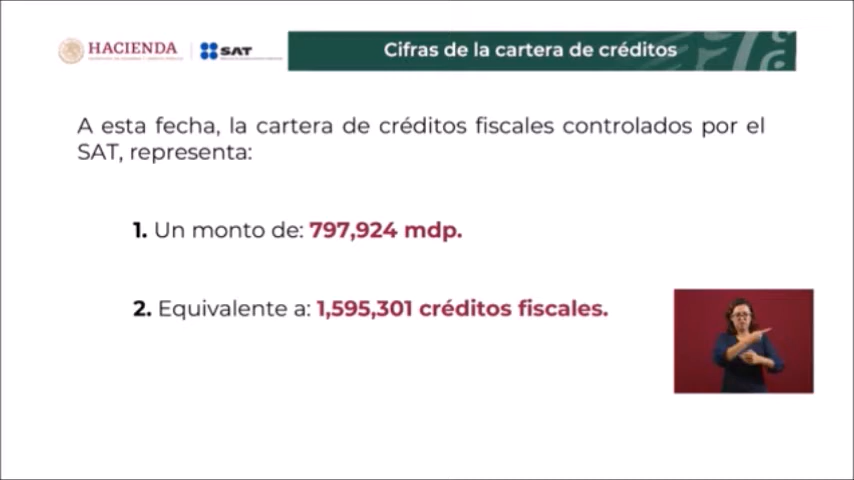 HACIENDA
SAT
Cifras de la cartera de créditos
A esta fecha, la cartera de créditos fiscales controlados por el
SAT, representa:
1. Un monto de: 797,924 mdp.
2. Equivalente a: 1,595,301 créditos fiscales.